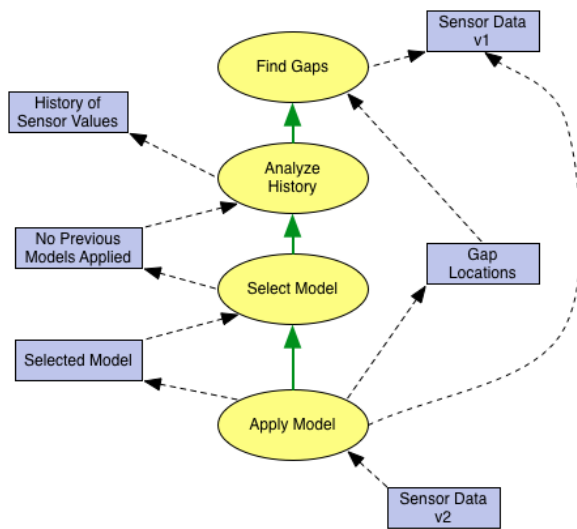 Sensor Data
v1
Find Gaps
History of
Sensor Values
Analyze
History
No Previous
Models Applied
Gap
Locations
Select Model
Selected Model
Apply Model
Sensor Data
v2